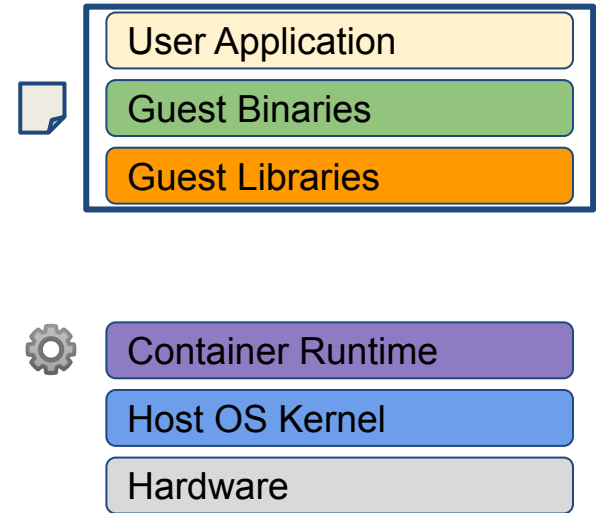 User Application
Guest Binaries
Guest Libraries
Container Runtime
Host OS Kernel
Hardware